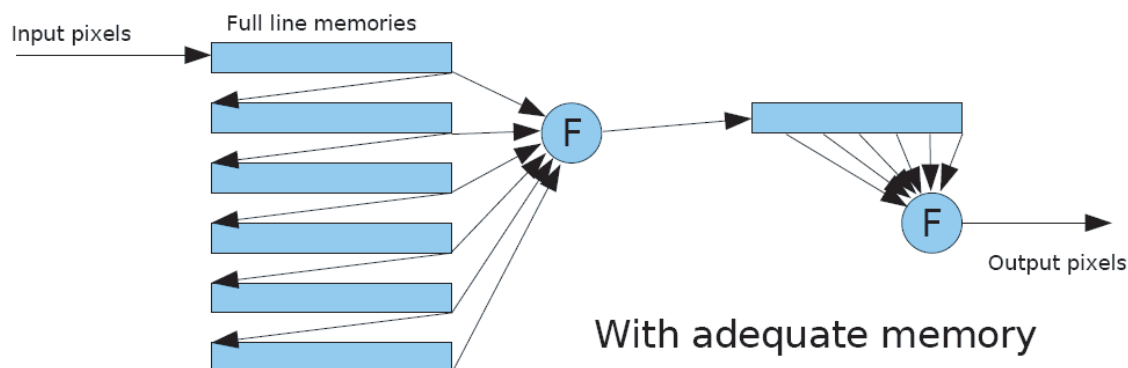 Full line memories
Input pixels
F
F
Output pixels
With adequate memory